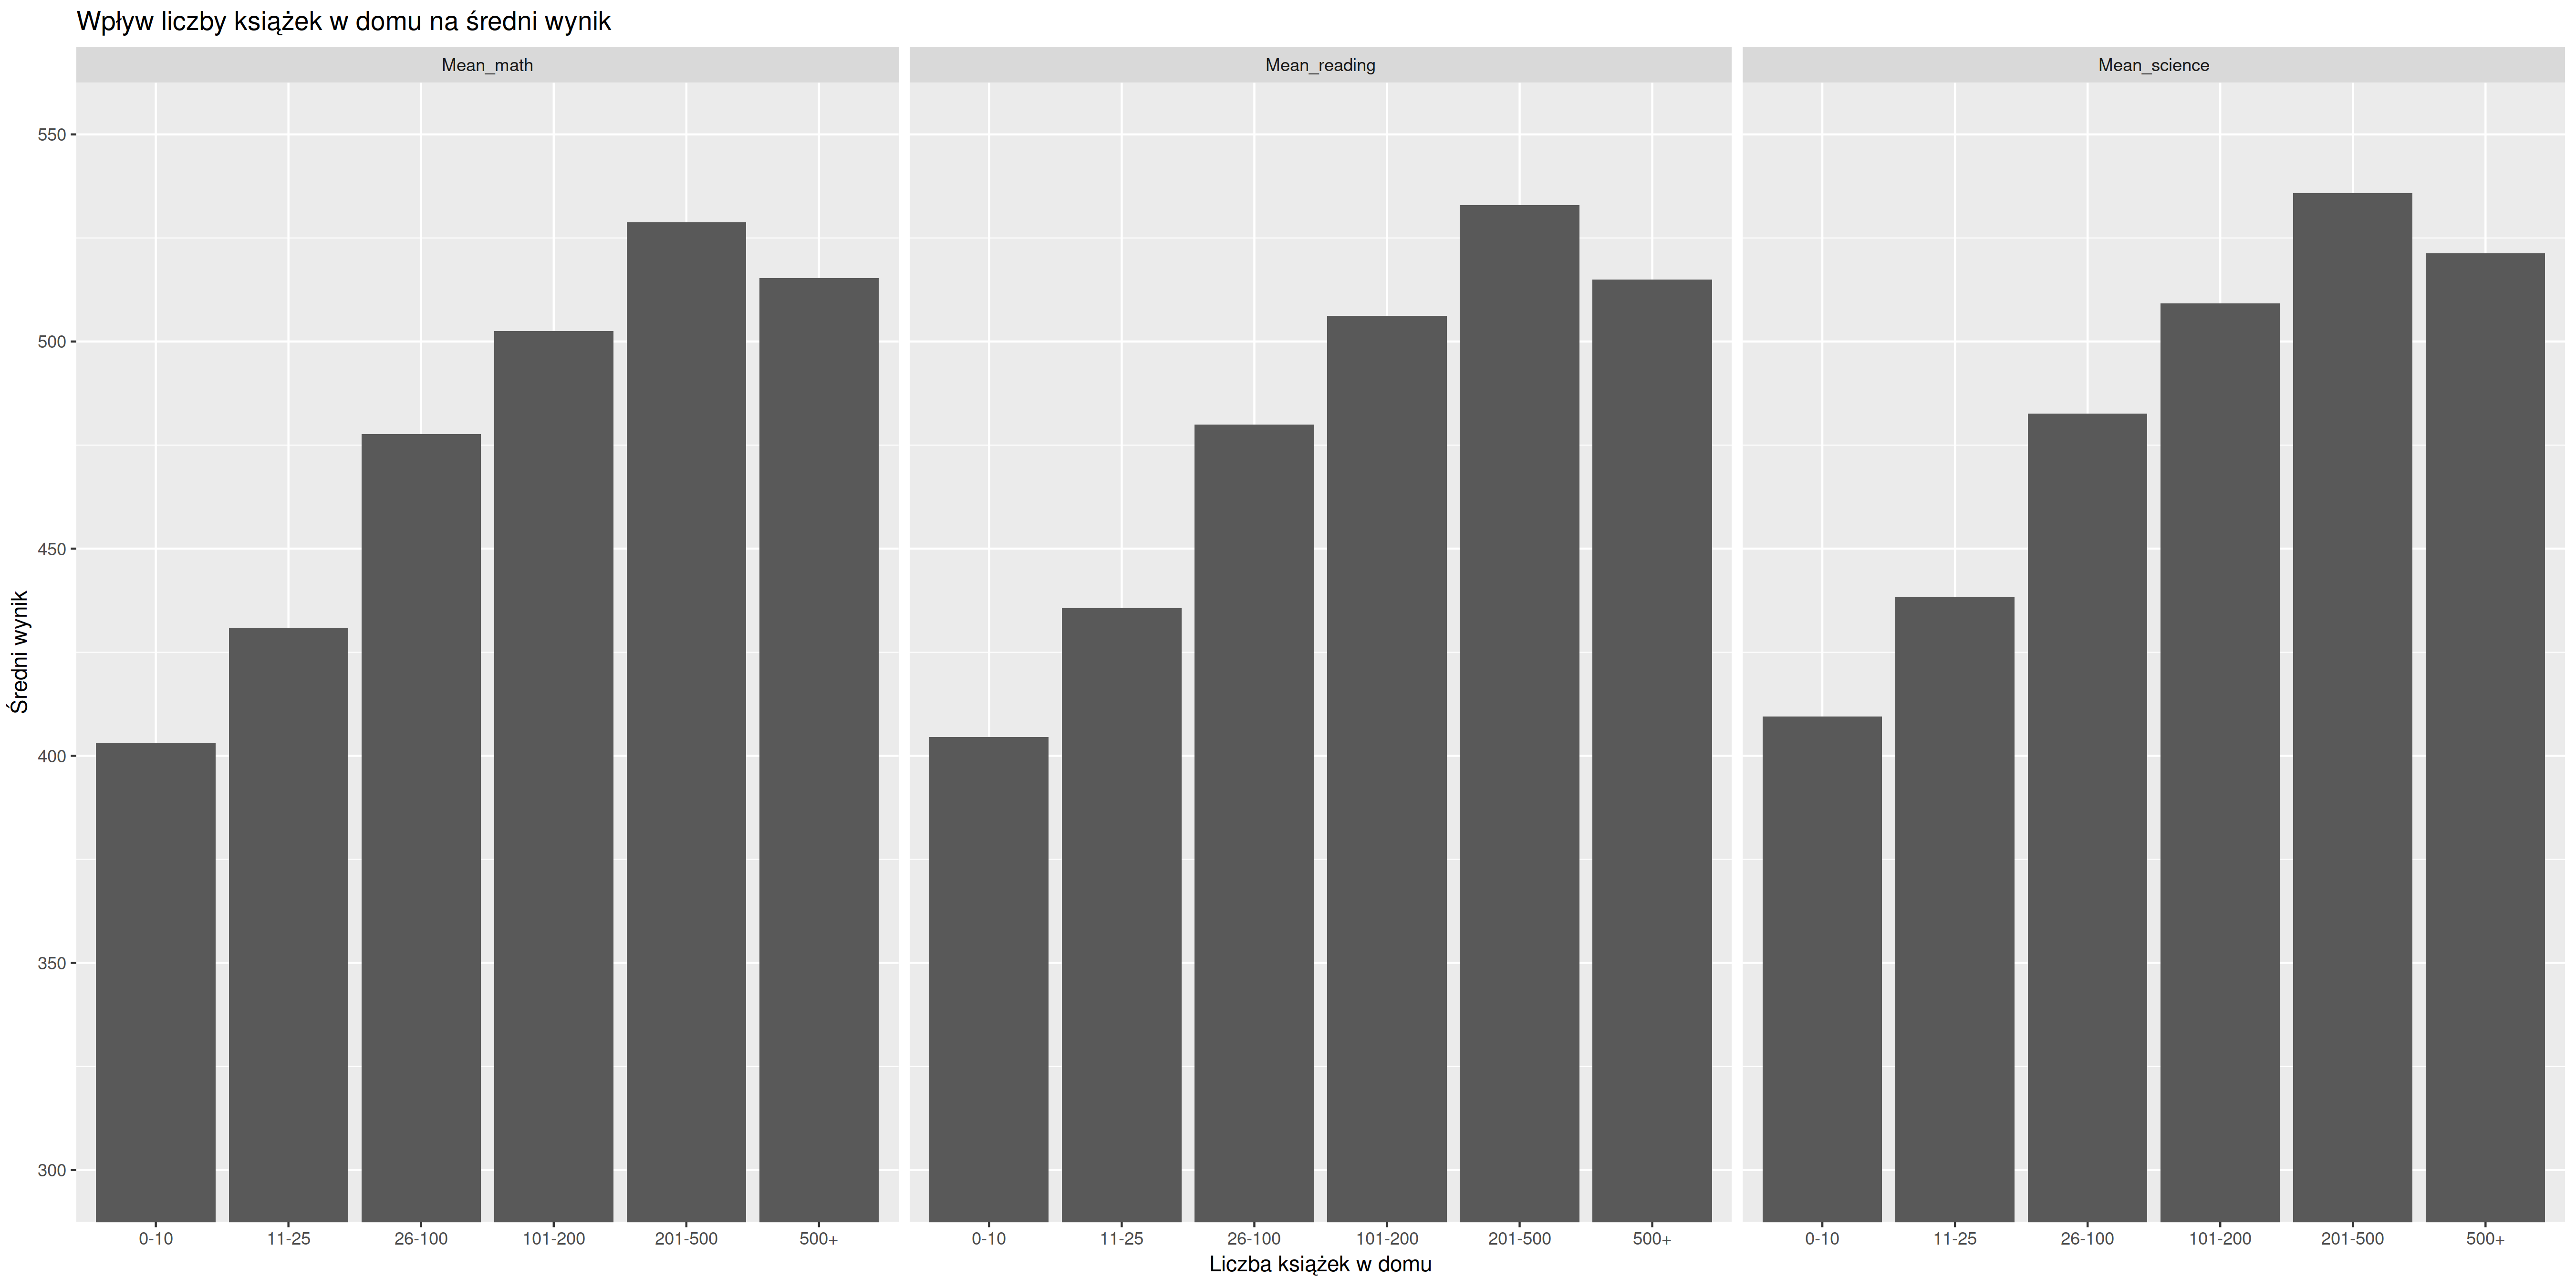 Wpływ liczby książek w domu na średni wynik
Mean_math
Mean_reading
Mean_science
Średni wynik
550
500
450
400
350
300
0-10 11-25 26-100 101-200 201-500 500+
0-10 11-25 26-100 101-200 201-500 500+
0-10 11-25 26-100 101-200 201-500 500+
Liczba książek w domu